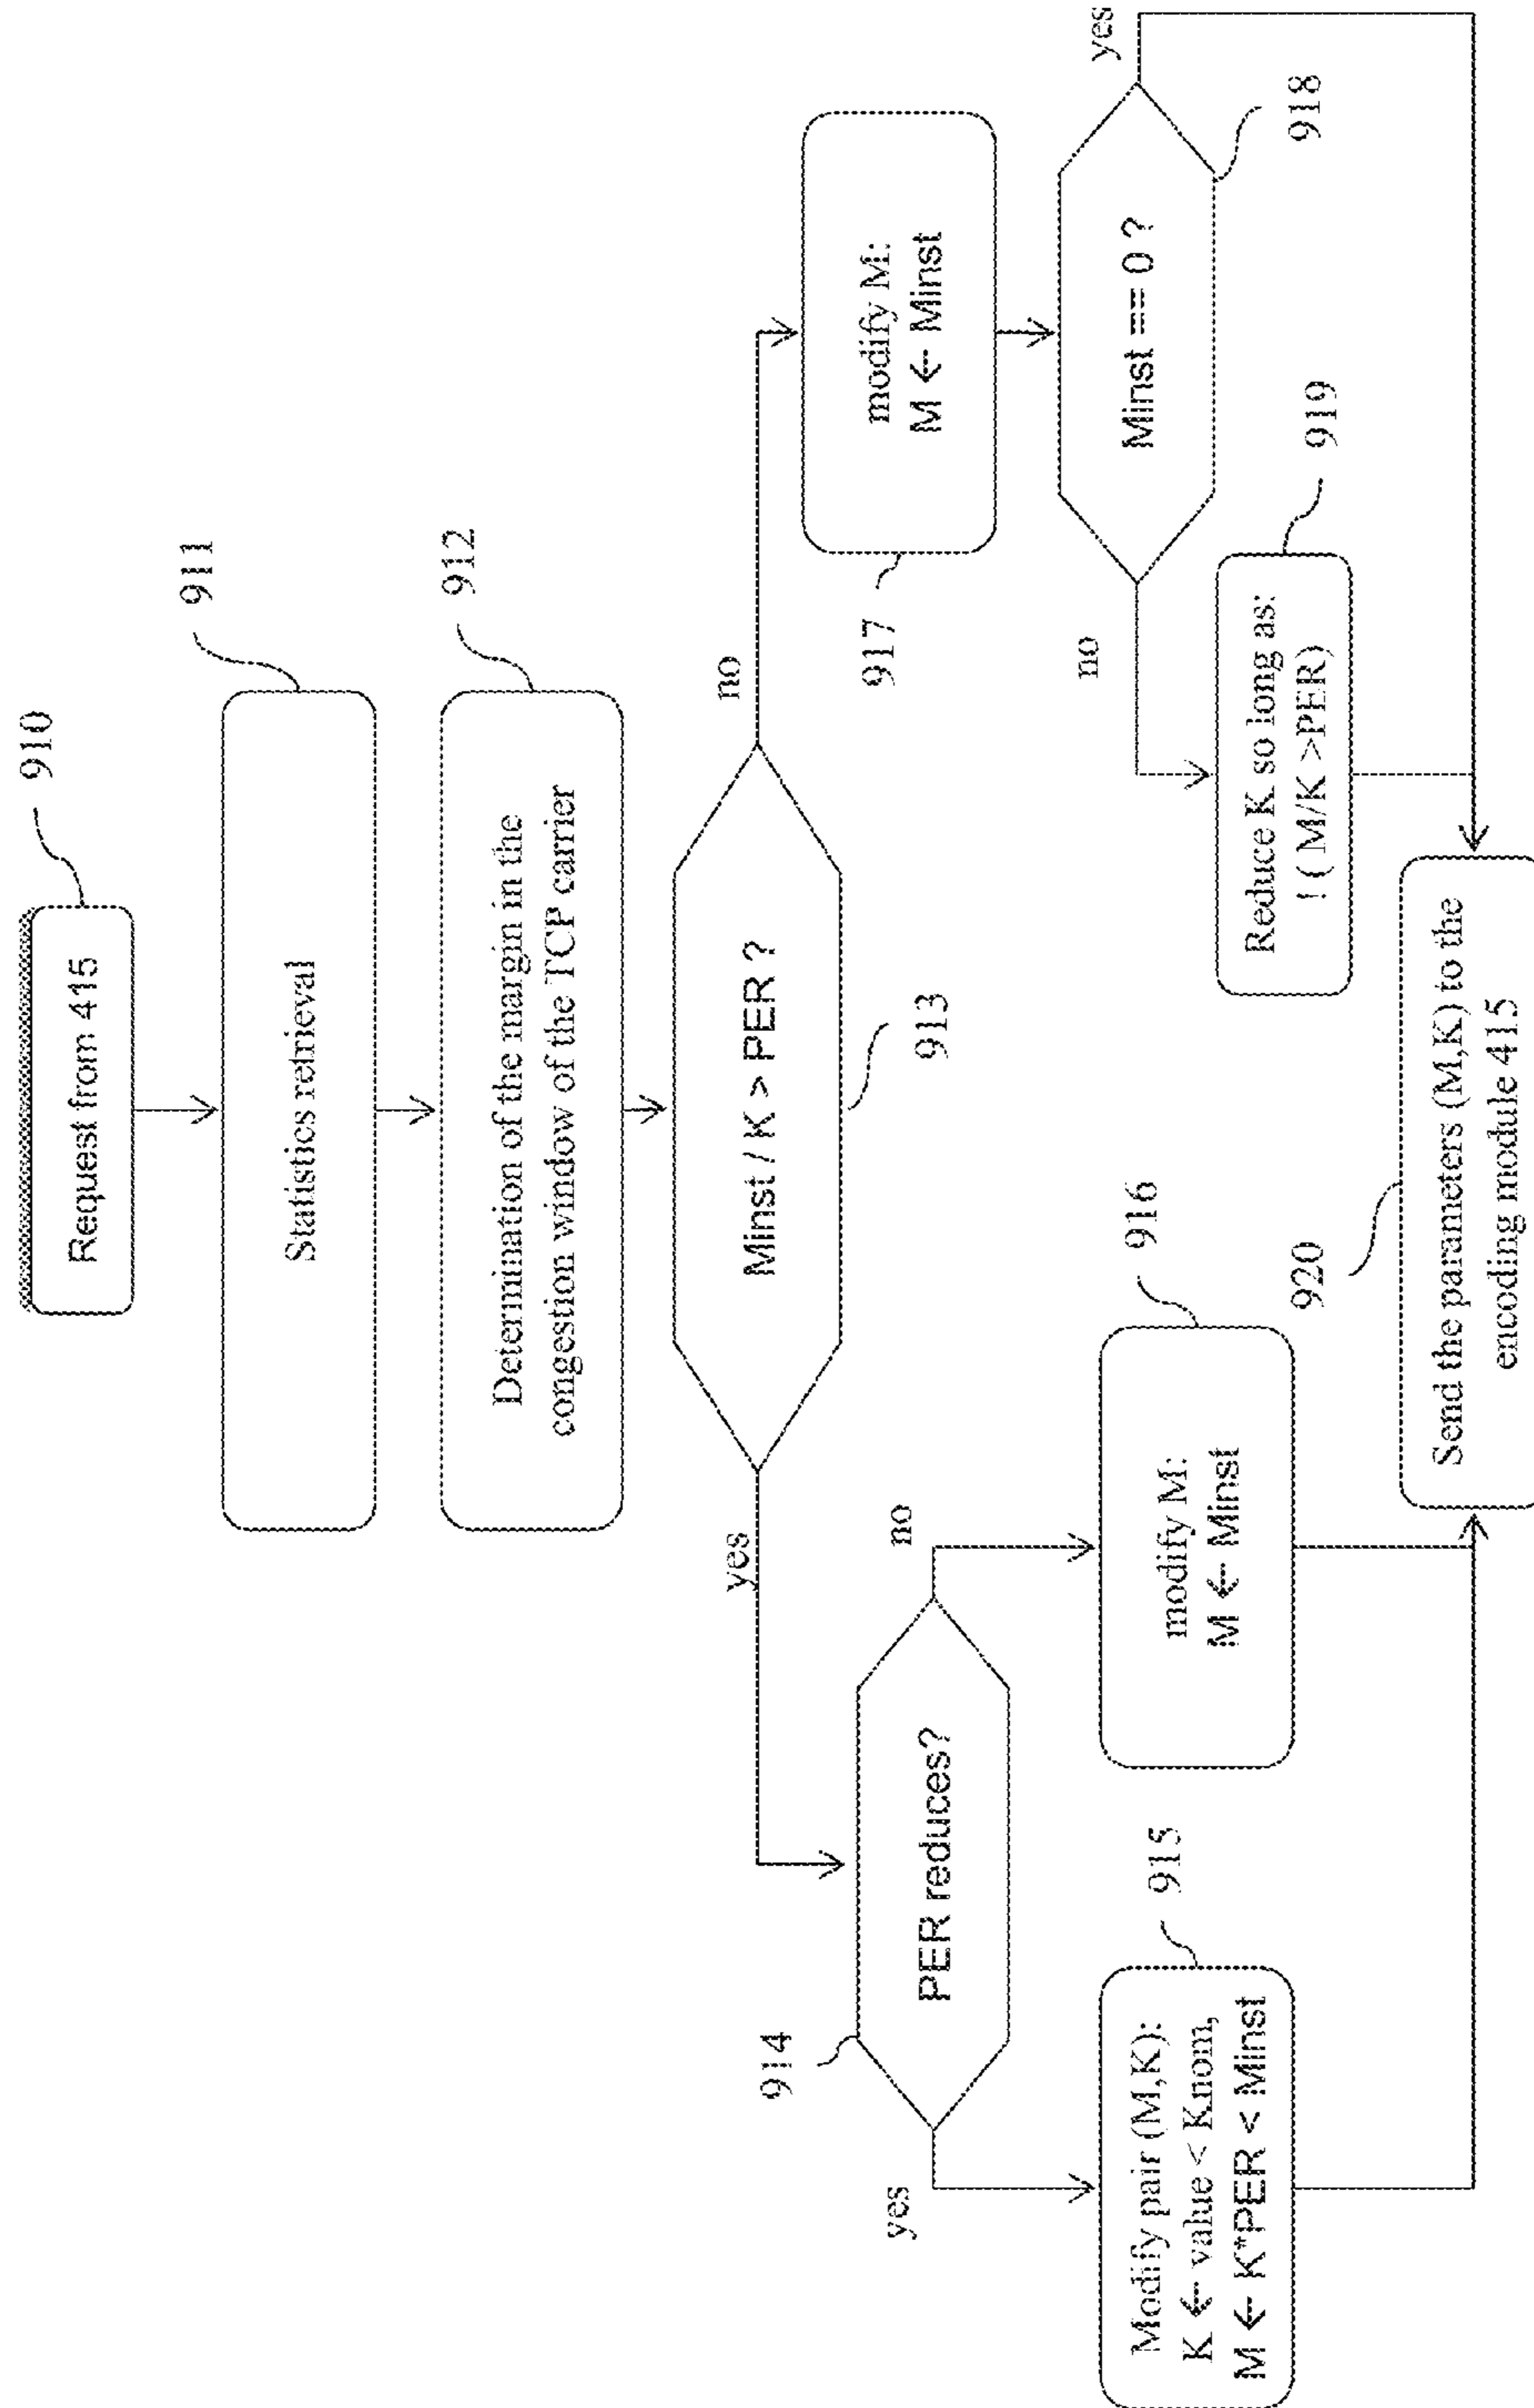 Request from 415
910
Statistics retrieval
911
Determination of the margin in the
congestion window of the TCP carrier
912
Minst / K > PER ?
913
yes
no
PER reduces?
914
yes
no
Modify pair (M,K):
K ← value < Knom,
M ← K*PER < Minst
915
modify M:
M ← Minst
916
modify M:
M ← Minst
917
Minst == 0 ?
918
no
yes
Reduce K so long as:
! ( M/K >PER)
919
Send the parameters (M,K) to the
encoding module 415
920